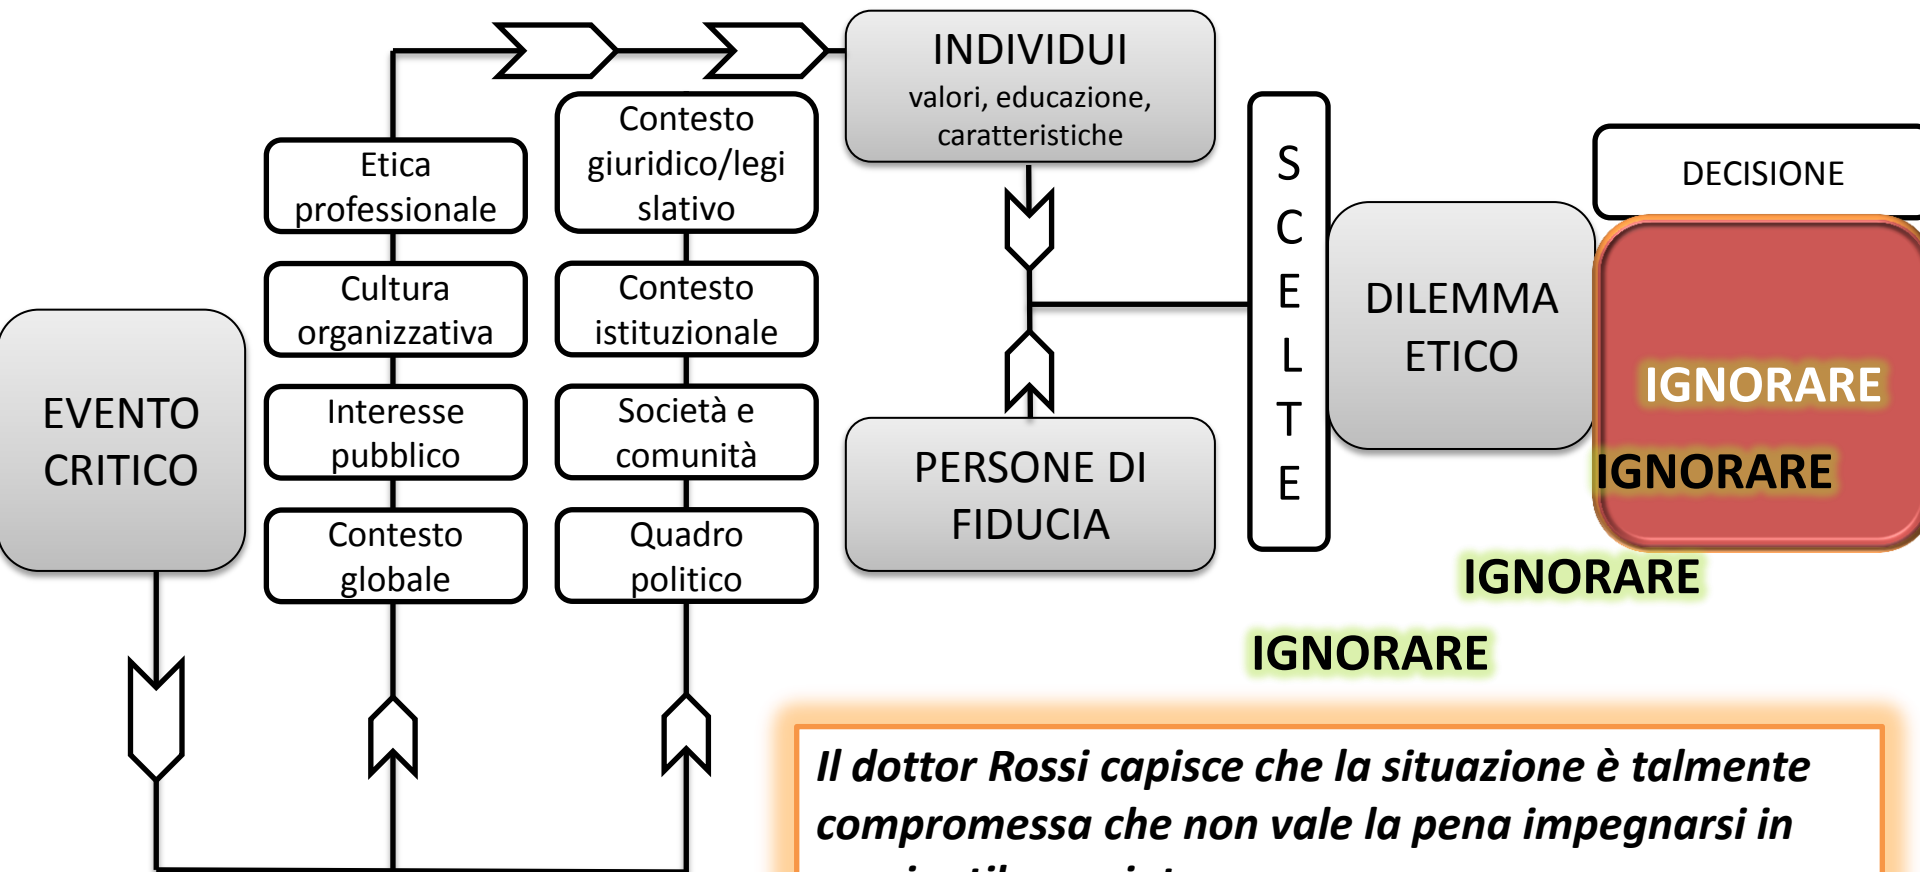 EVENTO
CRITICO
Etica
professionale
Cultura
organizzativa
Interesse
pubblico
Contesto
globale
Contesto
giuridico/legi
slativo
Contesto
istituzionale
Società e
comunità
Quadro
politico
INDIVIDUI
valori, educazione,
caratteristiche
PERSONE DI
FIDUCIA
S
C
E
L
T
E
DILEMMA
ETICO
DECISIONE
IGNORARE
IGNORARE
IGNORARE
IGNORARE
Il dottor Rossi capisce che la situazione è talmente
compromessa che non vale la pena impegnarsi in